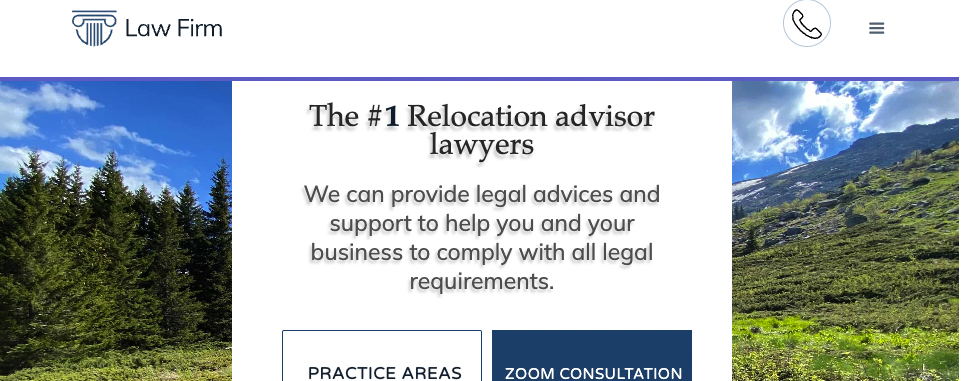 Law Firm
The #1 Relocation advisor
lawyers
We can provide legal advices and
support to help you and your
business to comply with all legal
requirements.
PRACTICE AREAS
ZOOM CONSULTATION